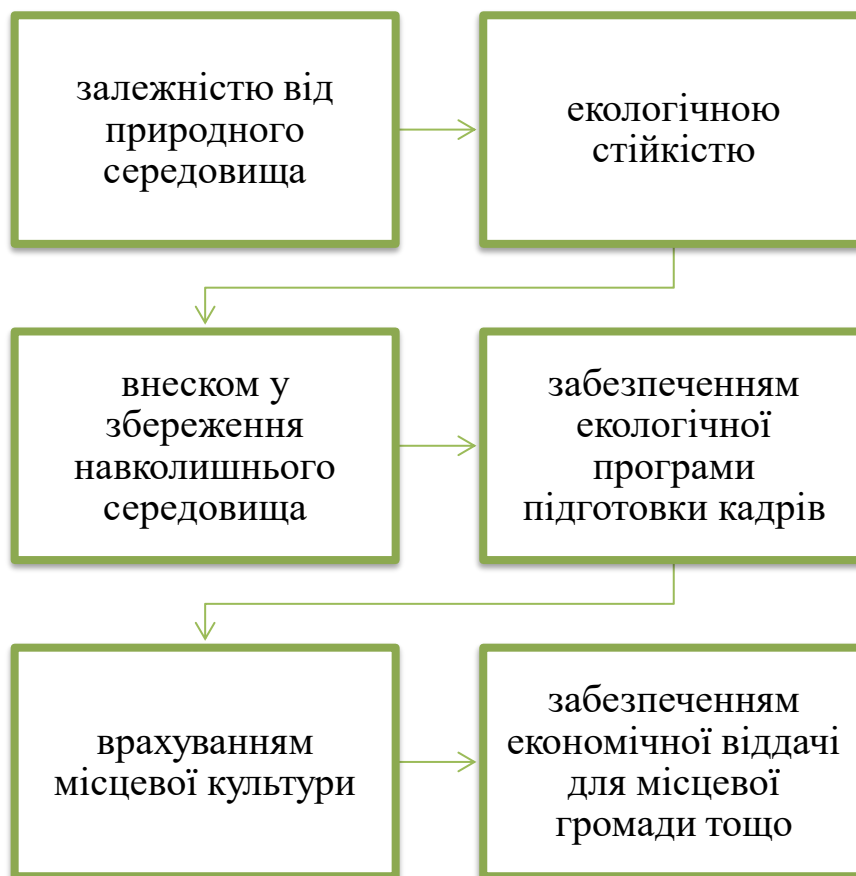 залежністю від
природного
середовища
екологічною
стійкістю
внеском у
збереження
навколишнього
середовища
забезпеченням
екологічної
програми
підготовки кадрів
врахуванням
місцевої культури
забезпеченням
економічної віддачі
для місцевої
громади тощо